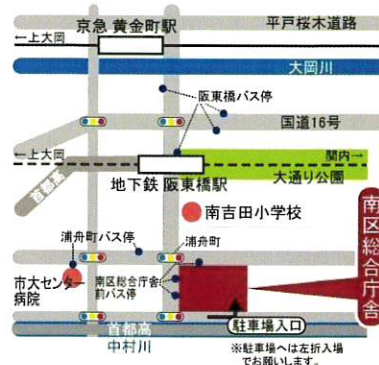 京急 黄金町駅
平戸桜木道路
←上大岡
大岡川
阪東橋バス停
国道16号
←上大岡
関内→
地下鉄 阪東橋駅
大通り公園
首都高
南吉田小学校
浦舟町バス停
浦舟町
市大センター
病院
南区総合庁舎
前バス停
南区総合庁舎
首都高
中村川
駐車場入口
※駐車場へは左折入場
でお願いします。